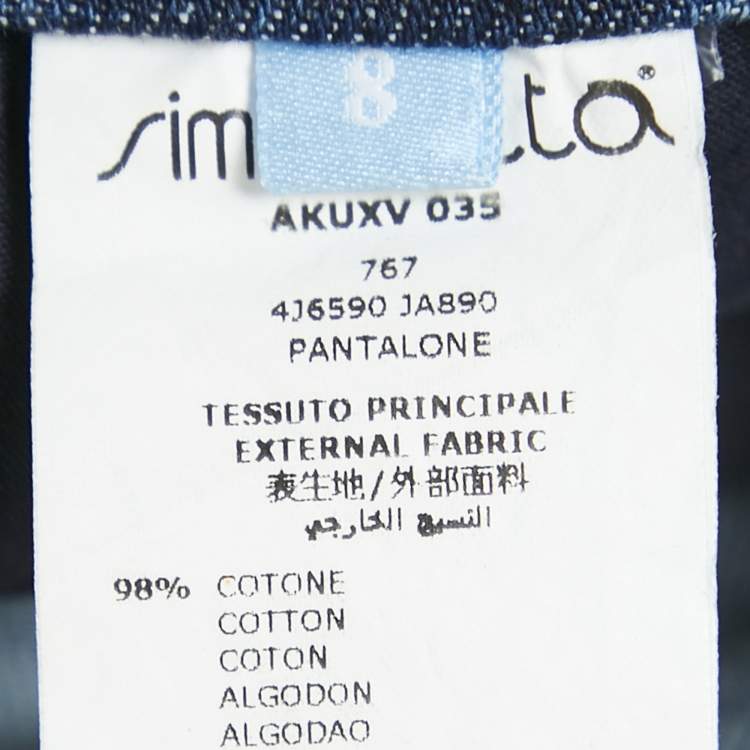 8
®
AKUXV 035
767
4J6590 JA890
PANTALONE
TESSUTO PRINCIPALE
EXTERNAL FABRIC
表生地/外部面料
النسيج الخارجي
98% COTONE
COTTON
COTON
ALGODON
ALGODAO